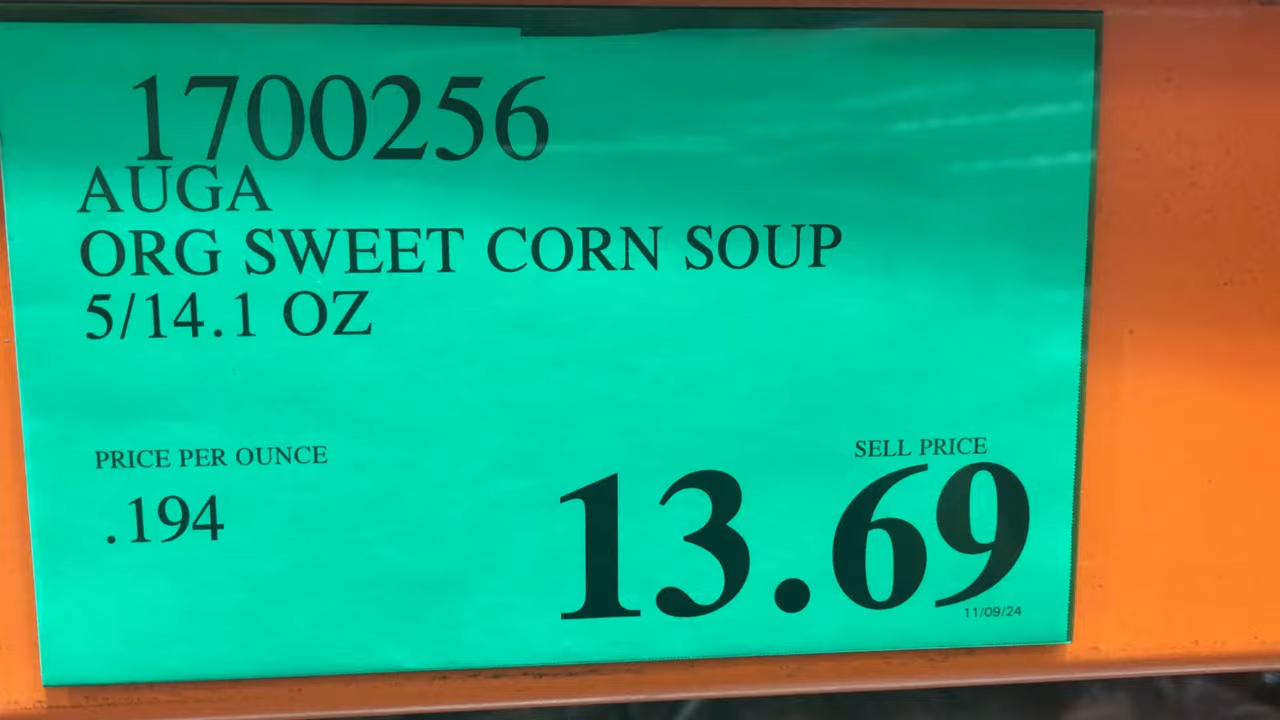 1700256
AUGA
ORG SWEET CORN SOUP
5/14.1 OZ
PRICE PER OUNCE
.194
SELL PRICE
13.69
11/09/24